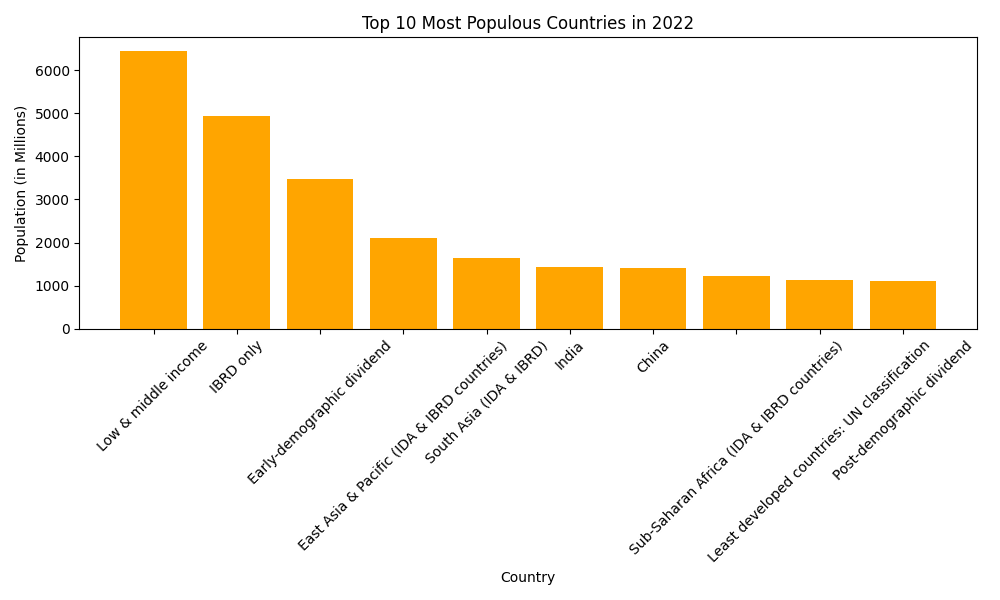 Top 10 Most Populous Countries in 2022
Population (in Millions)
6000
5000
4000
3000
2000
1000
0
Low & middle income
IBRD only
Early-demographic dividend
East Asia & Pacific (IDA & IBRD countries)
South Asia (IDA & IBRD)
India
China
Sub-Saharan Africa (IDA & IBRD countries)
Least developed countries: UN classification
Post-demographic dividend
Country